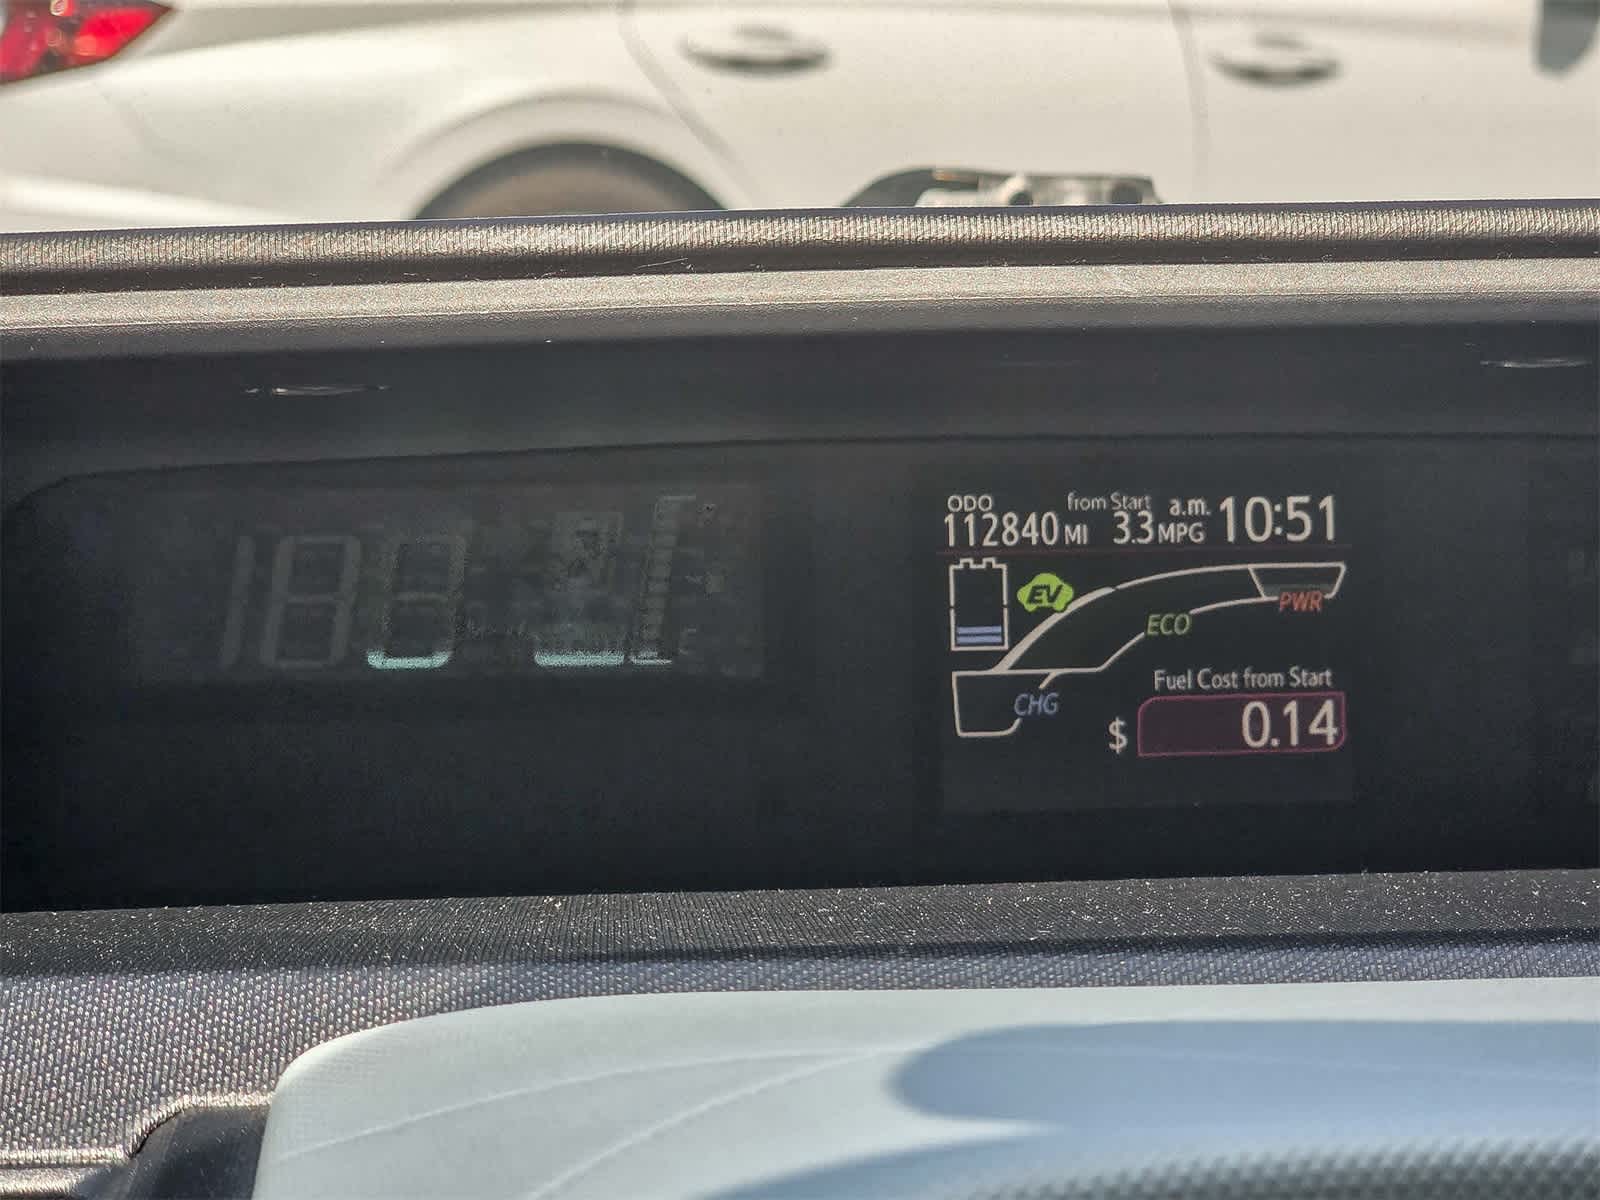 ODO from Start a.m. 10:51
112840 MI 3.3 MPG
EV
PWR
ECO
CHG
Fuel Cost from Start
$ 0.14